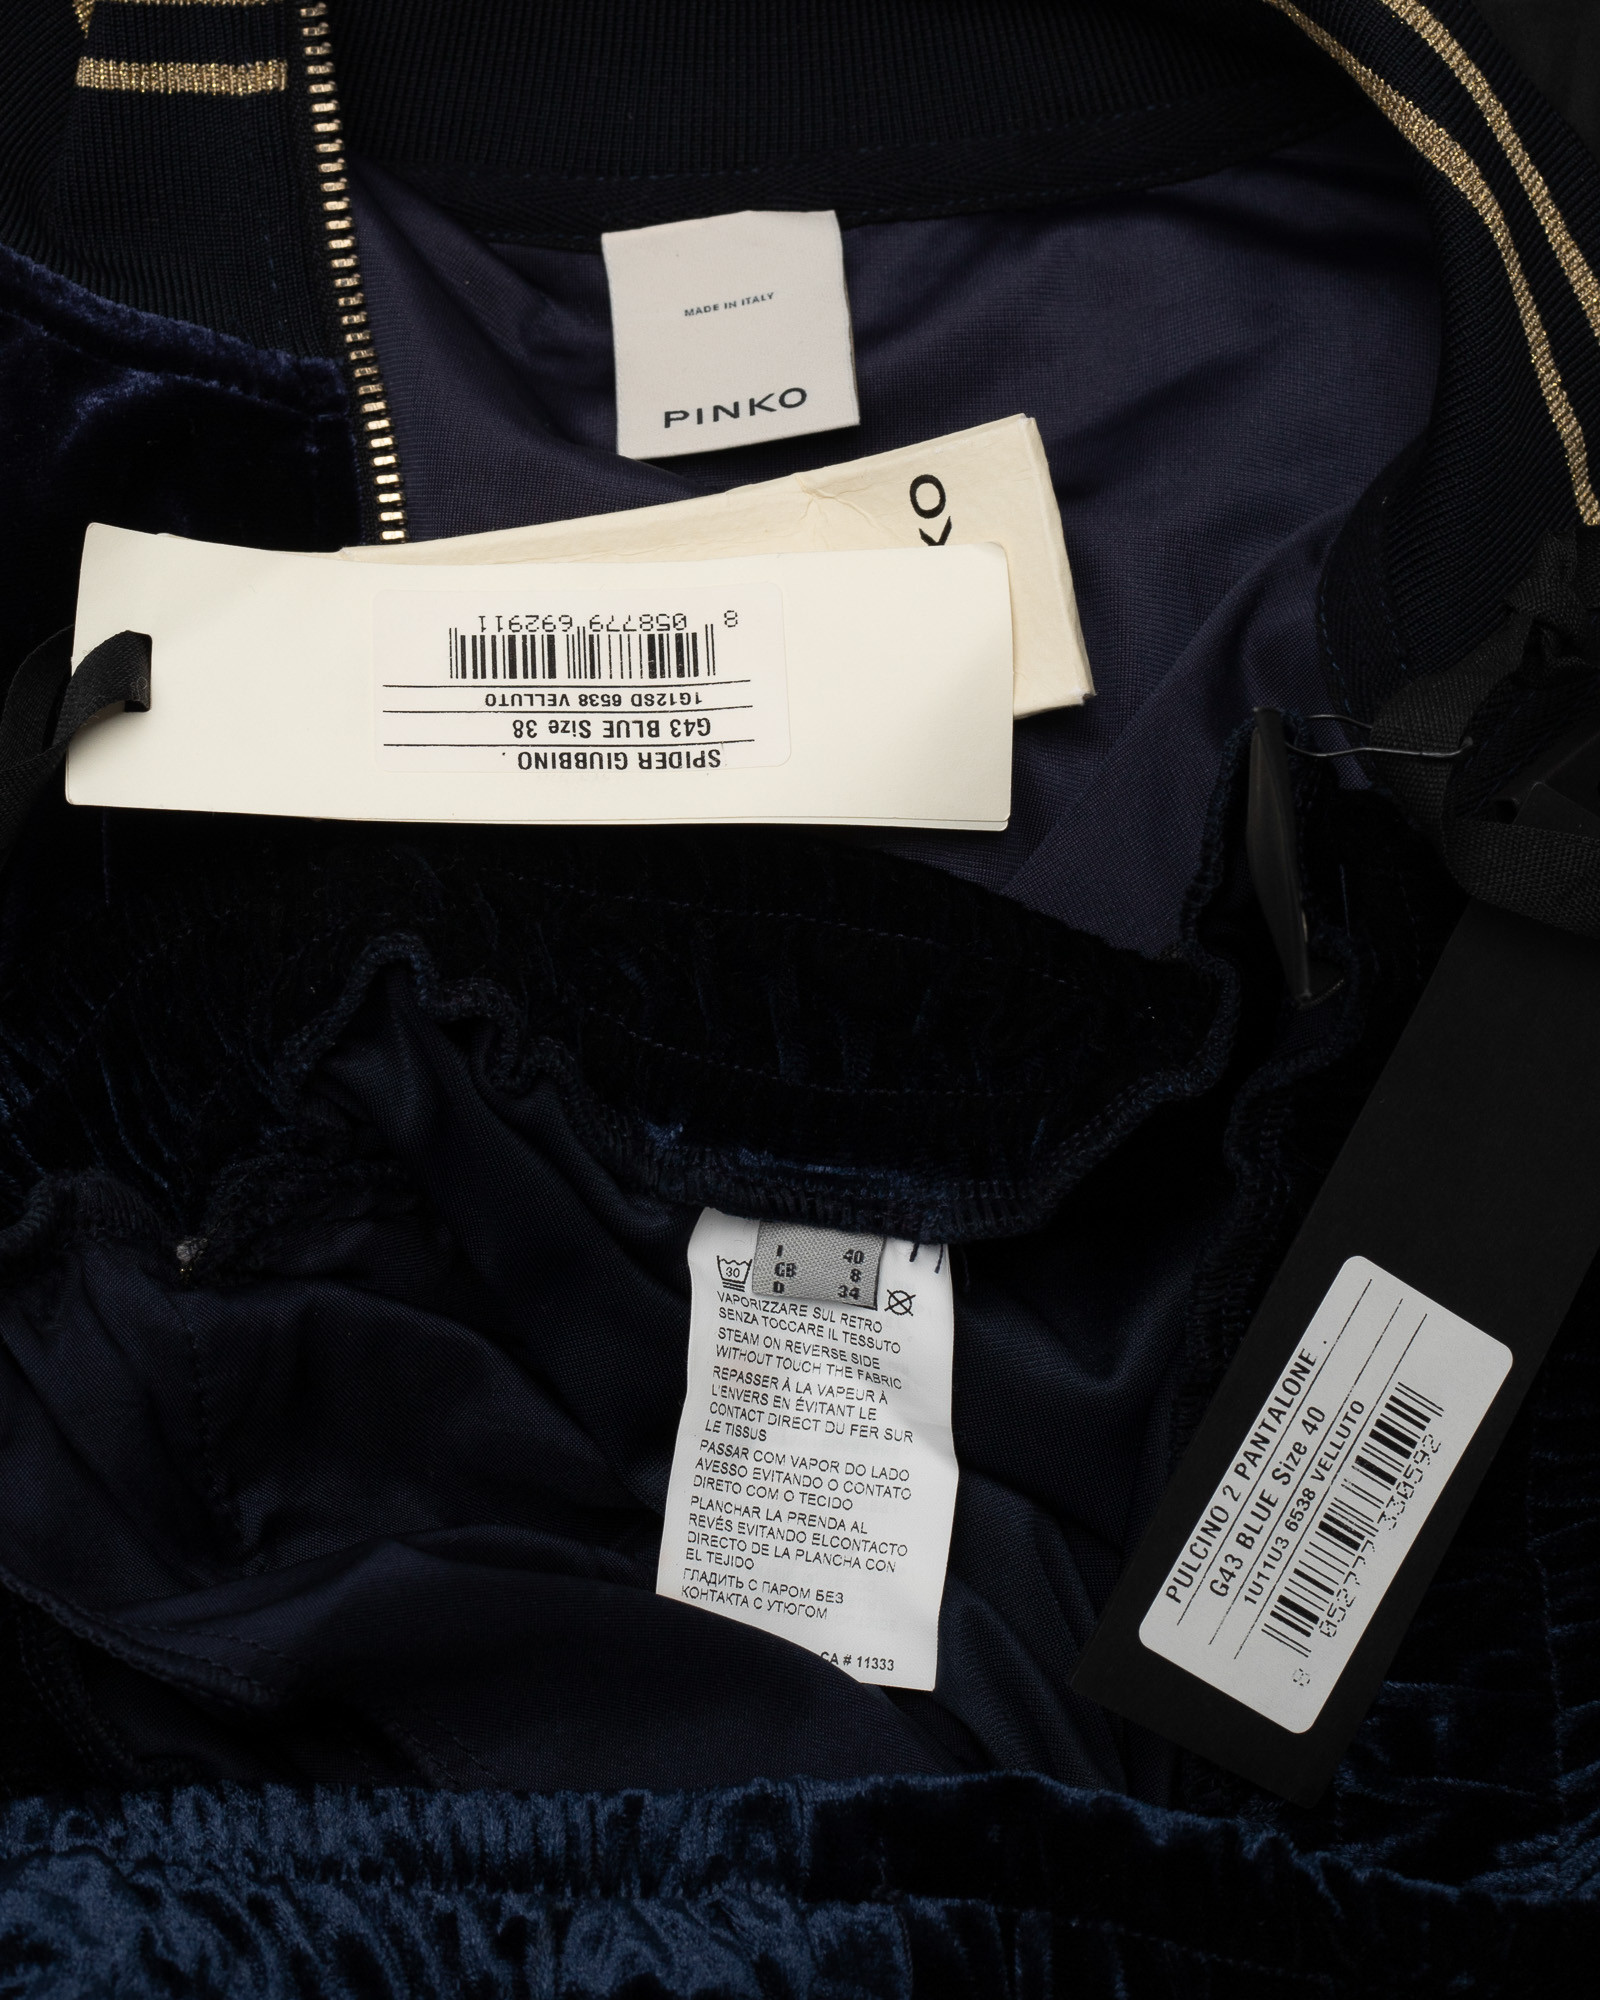 MADE IN ITALY
PINKO
KO
SPIDER GIUBBINO .
G43 BLUE Size 38
1G12SD 6538 VELLUTO
8 058779 692911
30
I 40
GB 8
D 34
VAPORIZZARE SUL RETRO
SENZA TOCCARE IL TESSUTO
STEAM ON REVERSE SIDE
WITHOUT TOUCH THE FABRIC
REPASSER À LA VAPEUR À
L'ENVERS EN ÉVITANT LE
CONTACT DIRECT DU FER SUR
LE TISSUS
PASSAR COM VAPOR DO LADO
AVESSO EVITANDO O CONTATO
DIRETO COM O TECIDO
PLANCHAR LA PRENDA AL
REVÉS EVITANDO ELCONTACTO
DIRECTO DE LA PLANCHA CON
EL TEJIDO
ГЛАДИТЬ С ПАРОМ БЕЗ
КОНТАКТА С УТЮГОМ
CA # 11333
PULCINO 2 PANTALONE .
G43 BLUE Size 40
1U11U3 6538 VELLUTO
8 052779 330592